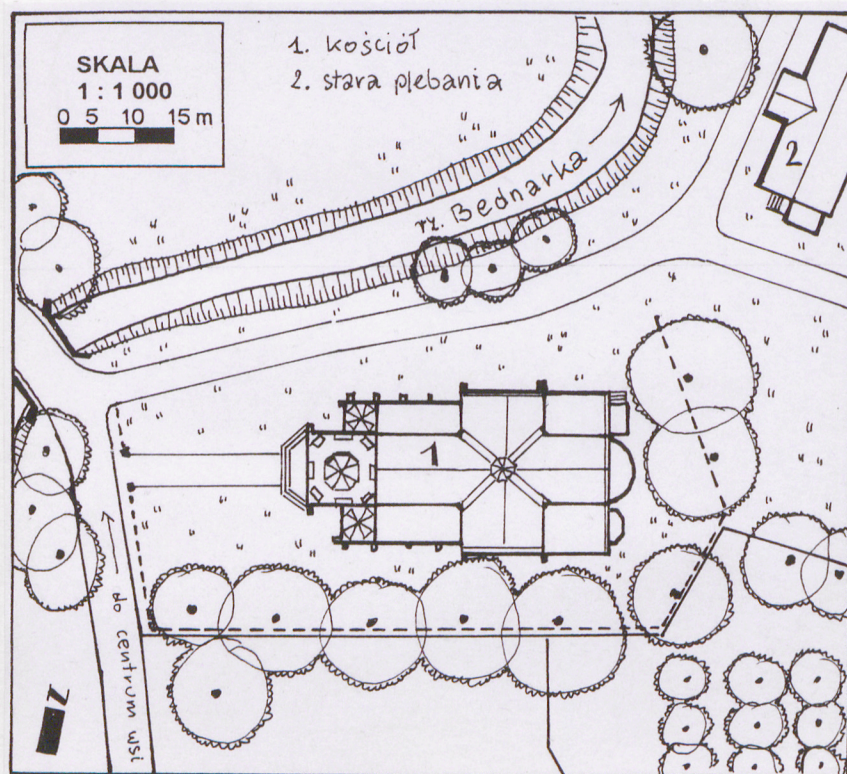 SKALA
1 : 1 000
0 5 10 15 m
1. kościół
2. stara plebania
rz. Bednarka
2
1
do centrum wsi
N